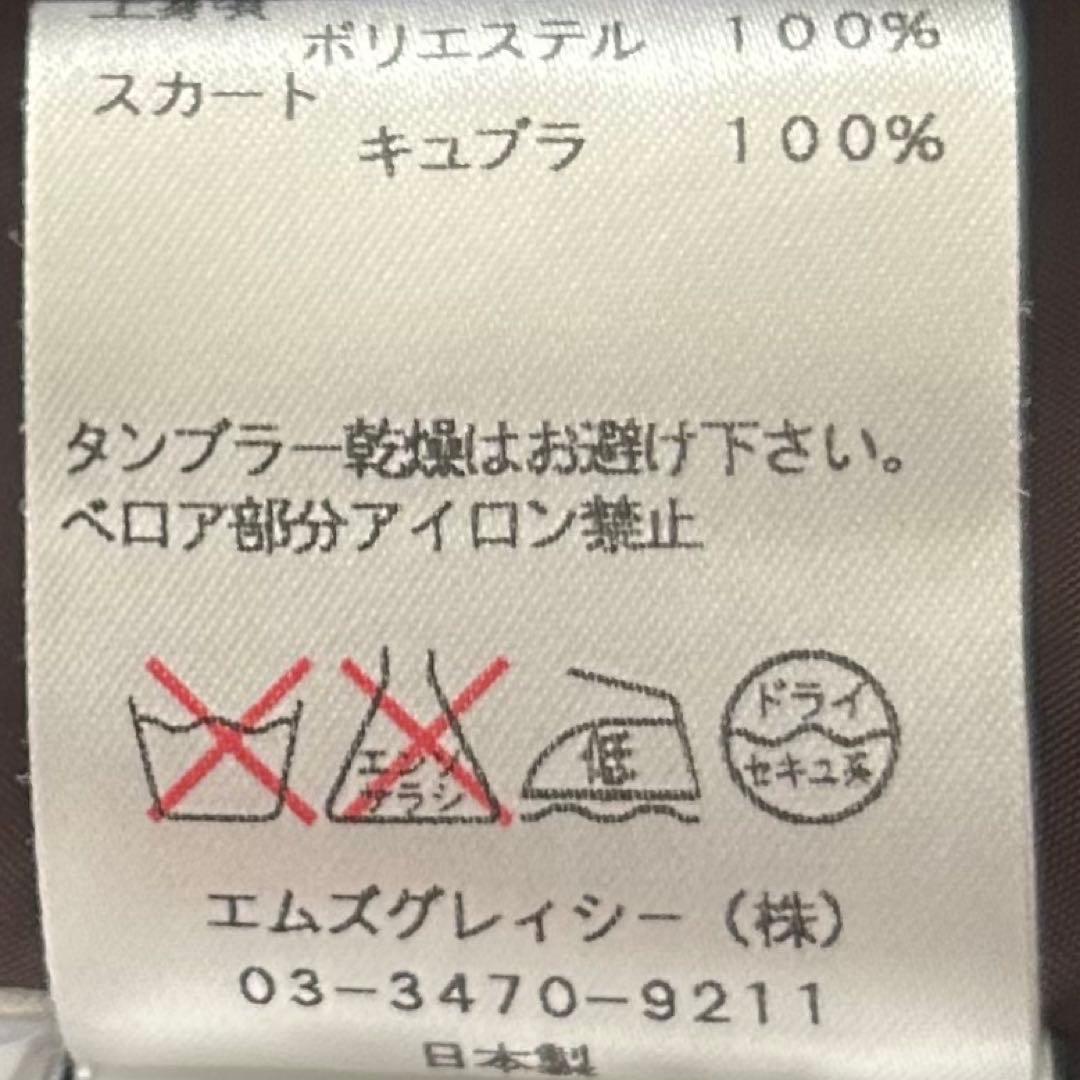 ポリエステル 100%
スカート
キュプラ 100%
タンブラー乾燥はお避け下さい。
ベロア部分アイロン禁止
エンソ
サラシ
低
ドライ
セキユ系
エムズグレィシー（株）
03-3470-9211
日本製